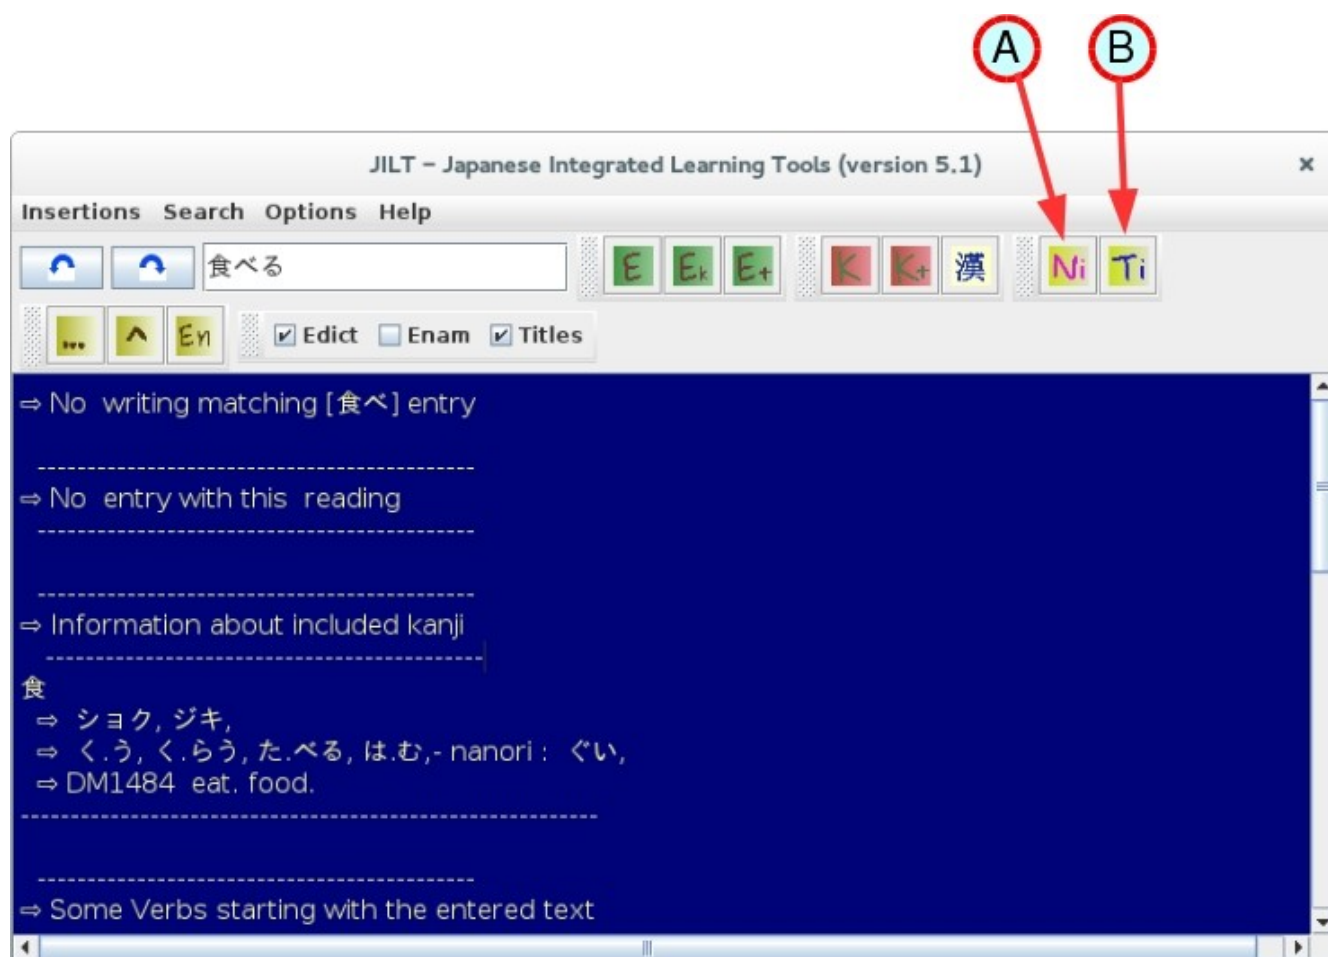 A B
JILT – Japanese Integrated Learning Tools (version 5.1)
Insertions Search Options Help
食べる E Ek E+ K K+ 漢 Ni Ti
... ^ En Edict Enam Titles
⇒ No writing matching [食べ] entry
--------------------------------------------
⇒ No entry with this reading
--------------------------------------------
--------------------------------------------
⇒ Information about included kanji
--------------------------------------------
食
⇒ ショク, ジキ,
⇒ く.う, く.らう, た.べる, は.む,- nanori : ぐい,
⇒ DM1484 eat. food.
----------------------------------------------------------
--------------------------------------------
⇒ Some Verbs starting with the entered text